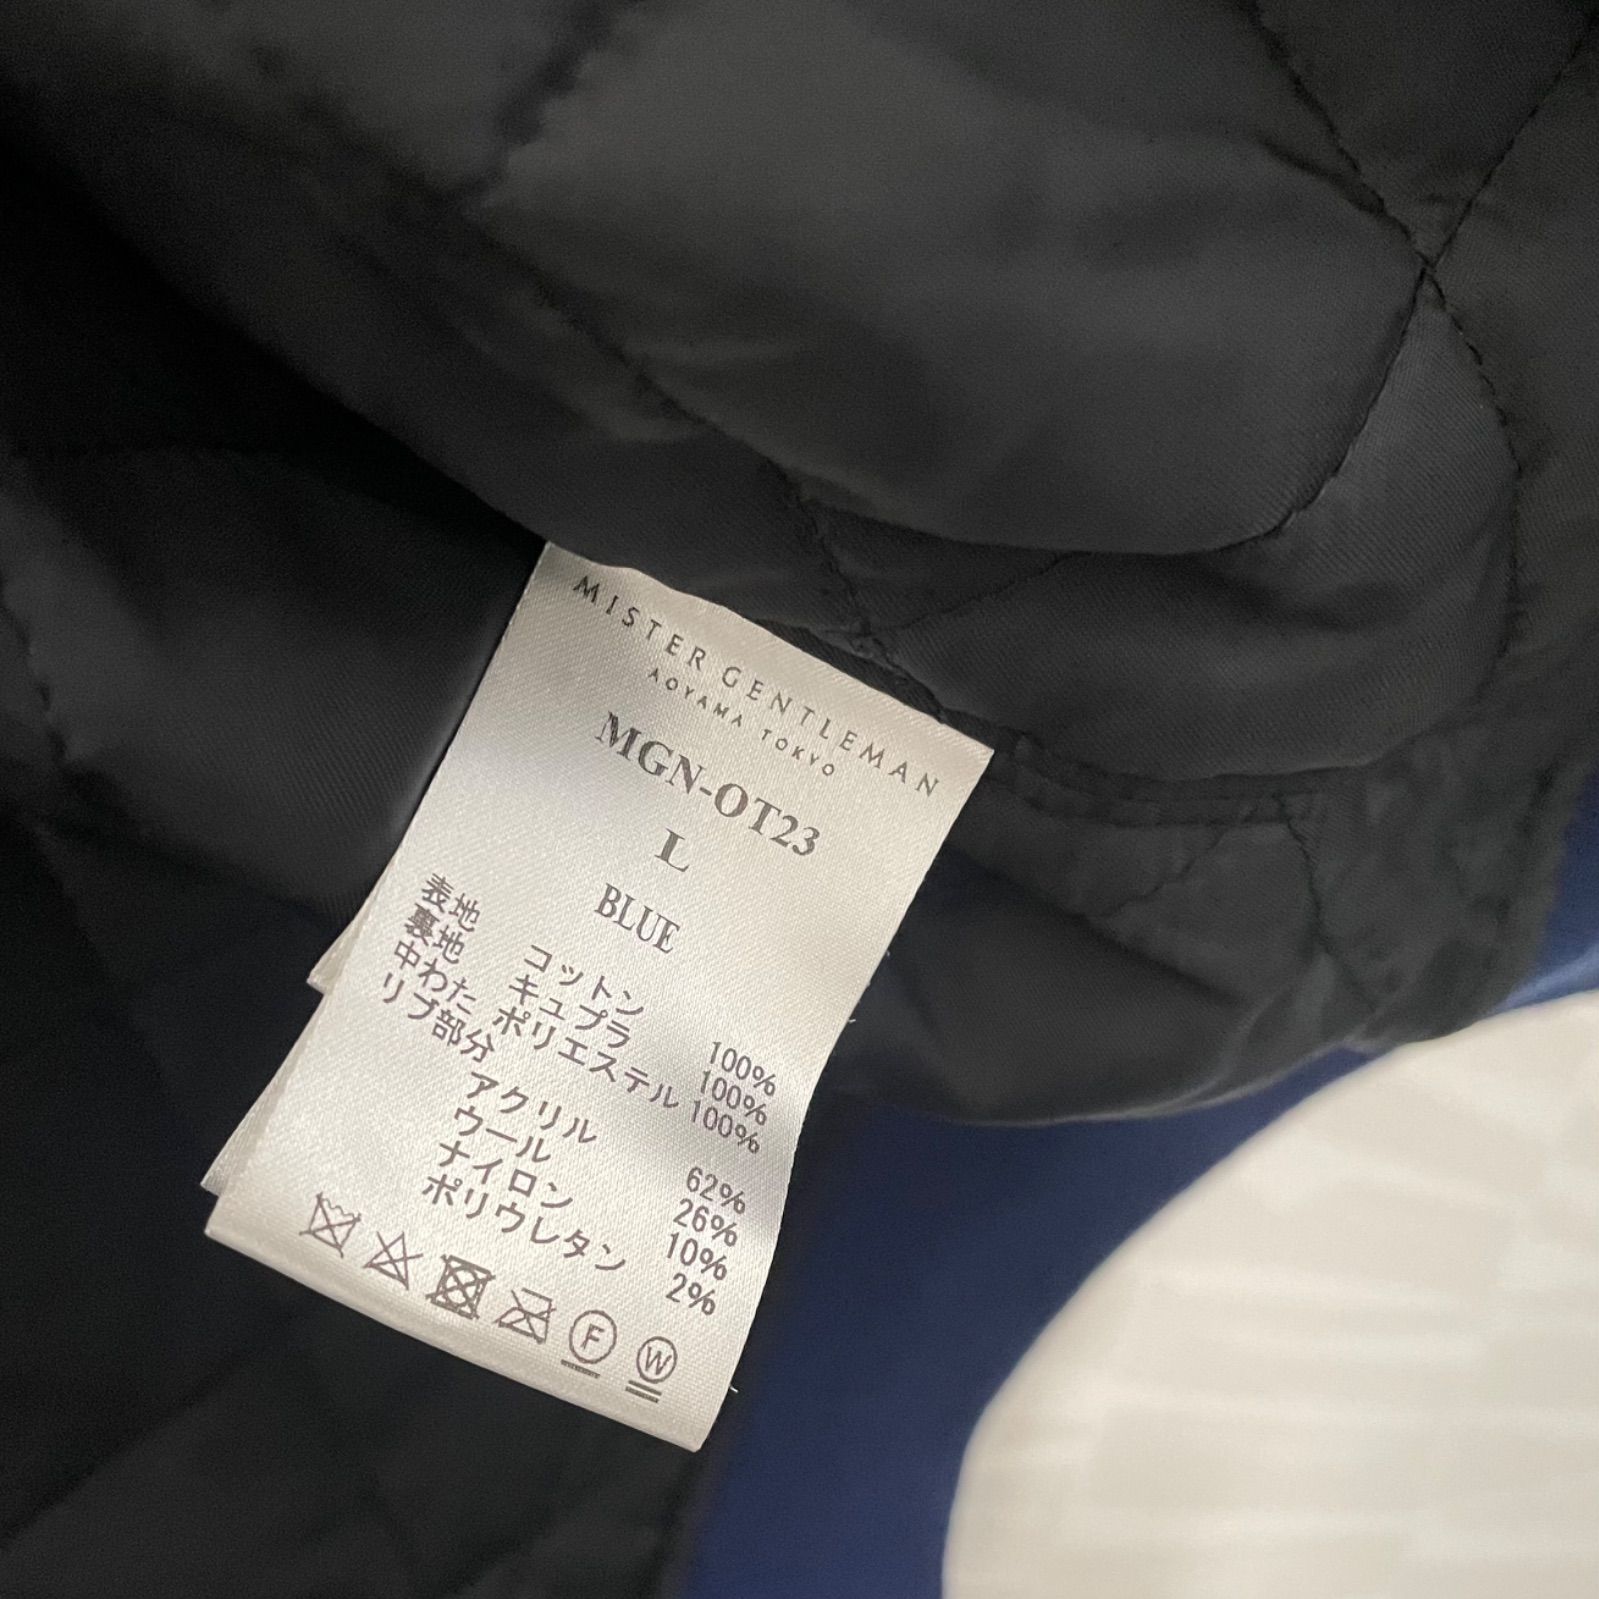 MISTER GENTLEMAN
AOYAMA TOKYO
MGN-OT23
L
BLUE
表地 コットン 100%
裏地 キュプラ 100%
中わた ポリエステル 100%
リブ部分
アクリル 62%
ウール 26%
ナイロン 10%
ポリウレタン 2%
F W